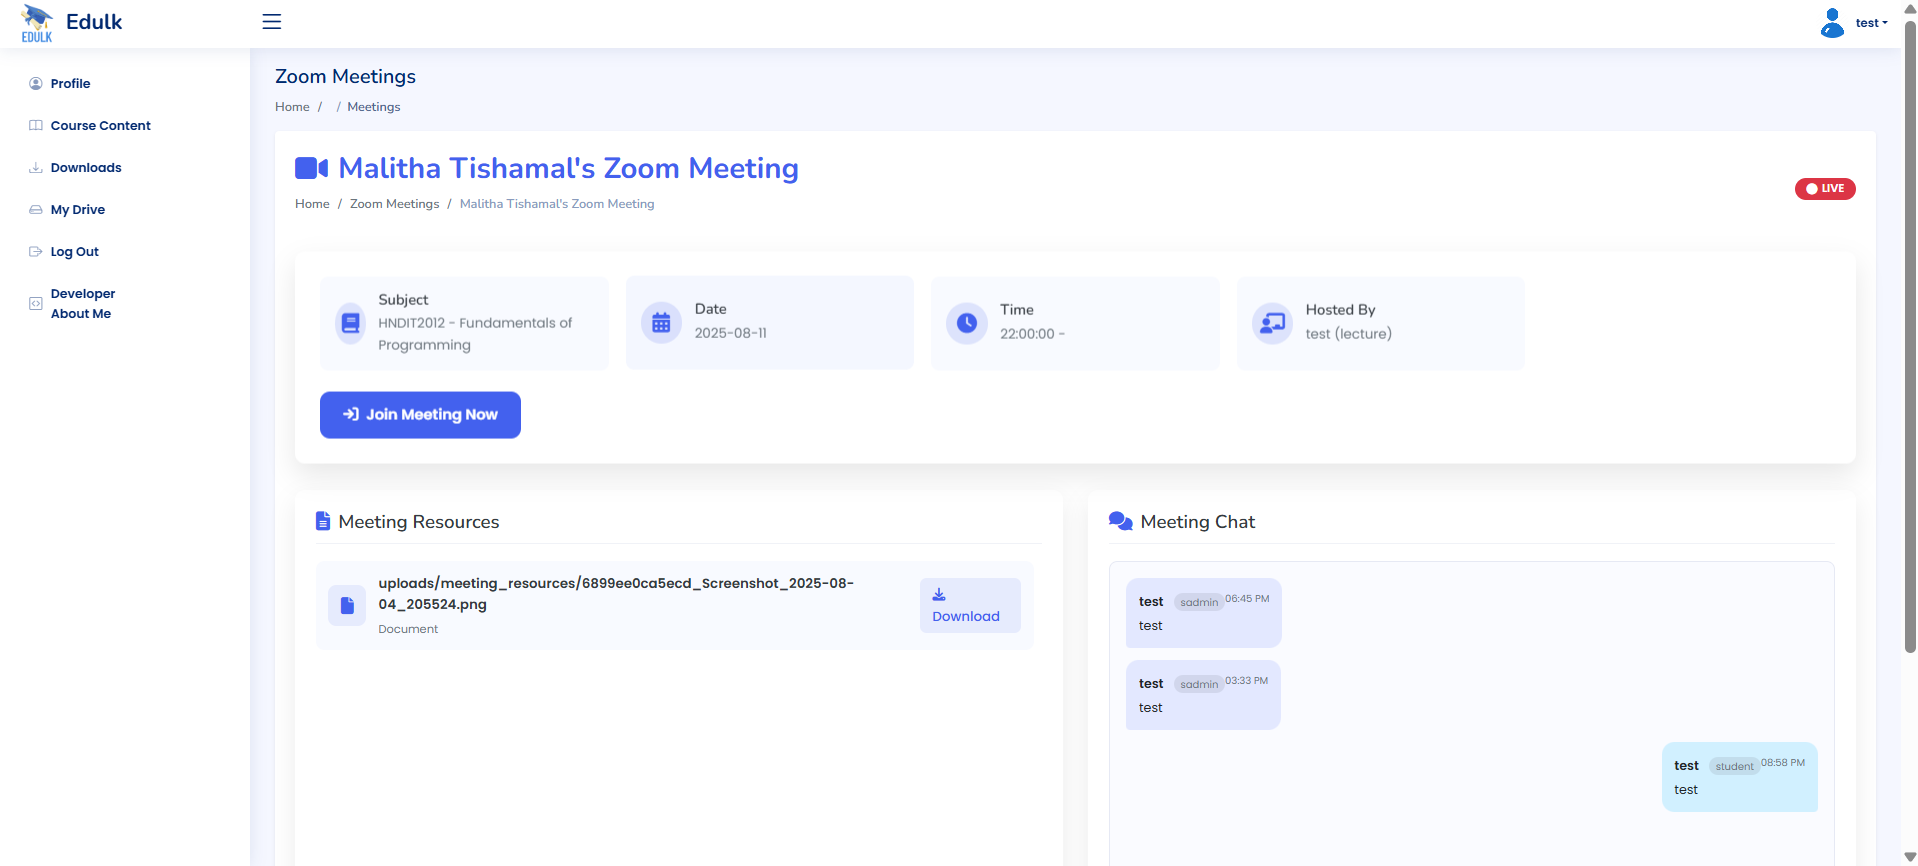 EDULK
Edulk
test
Profile
Course Content
Downloads
My Drive
Log Out
Developer
About Me
Zoom Meetings
Home / / Meetings
Malitha Tishamal's Zoom Meeting
Home / Zoom Meetings / Malitha Tishamal's Zoom Meeting
LIVE
Subject
HNDIT2012 - Fundamentals of
Programming
Date
2025-08-11
Time
22:00:00 -
Hosted By
test (lecture)
Join Meeting Now
Meeting Resources
uploads/meeting_resources/6899ee0ca5ecd_Screenshot_2025-08-
04_205524.png
Document
Download
Meeting Chat
test sadmin 06:45 PM
test
test sadmin 03:33 PM
test
test student 08:58 PM
test